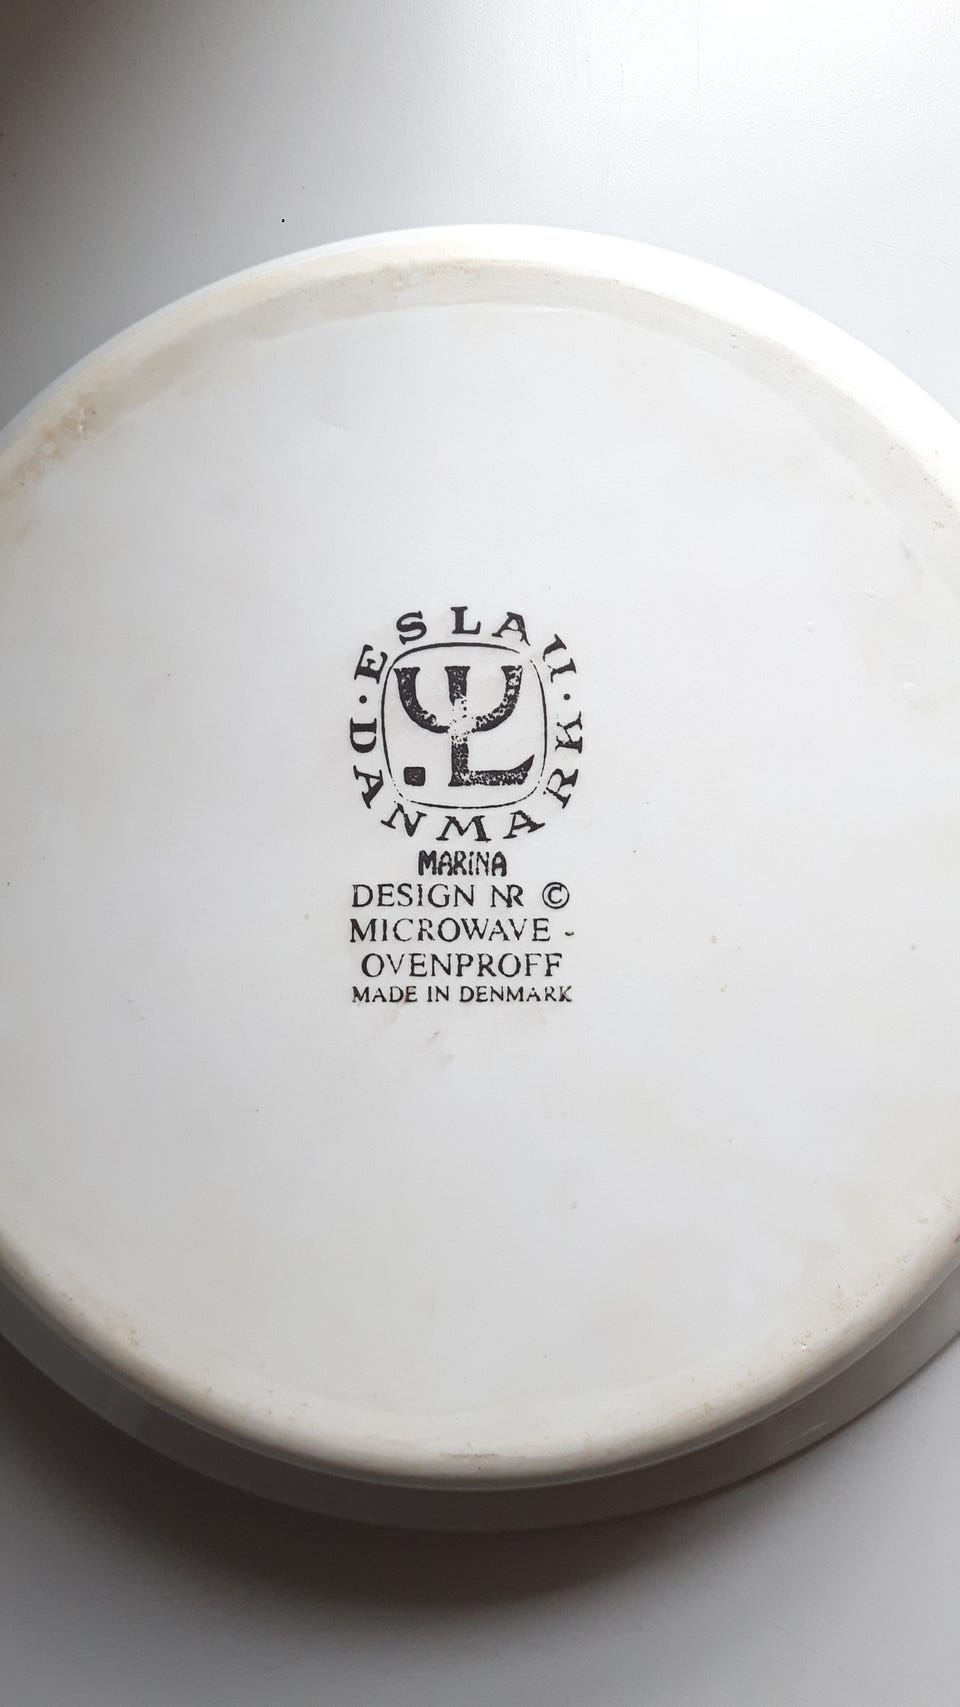 ESLAU · DANMARK ·
MARINA
DESIGN NR ©
MICROWAVE -
OVENPROFF
MADE IN DENMARK